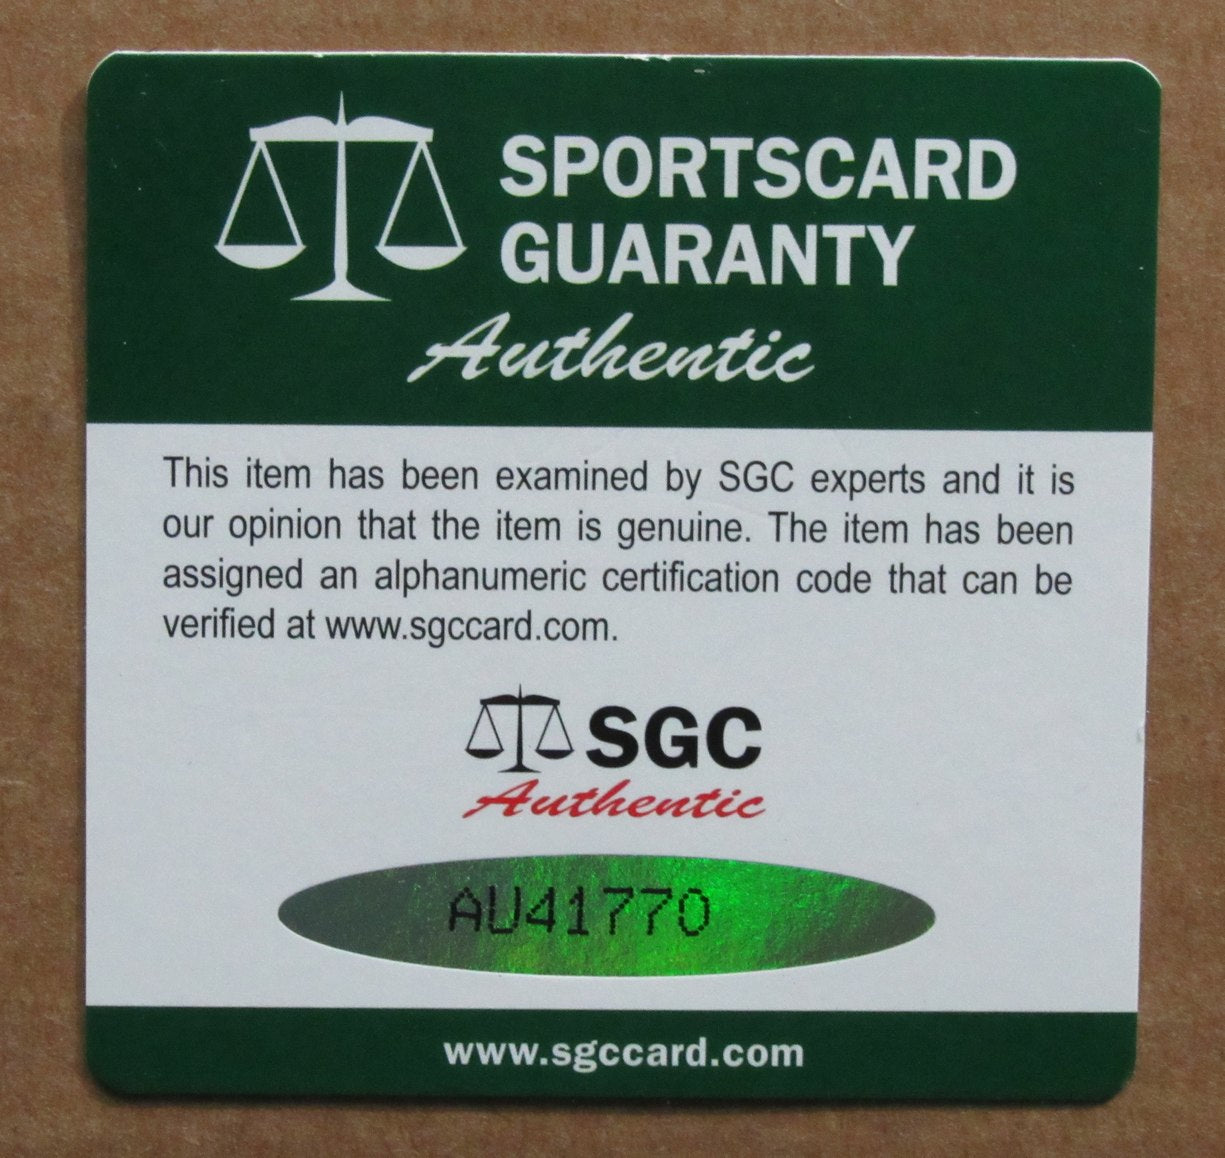 SPORTSCARD
GUARANTY
Authentic
This item has been examined by SGC experts and it is
our opinion that the item is genuine. The item has been
assigned an alphanumeric certification code that can be
verified at www.sgccard.com.
SGC
Authentic
AU41770
www.sgccard.com